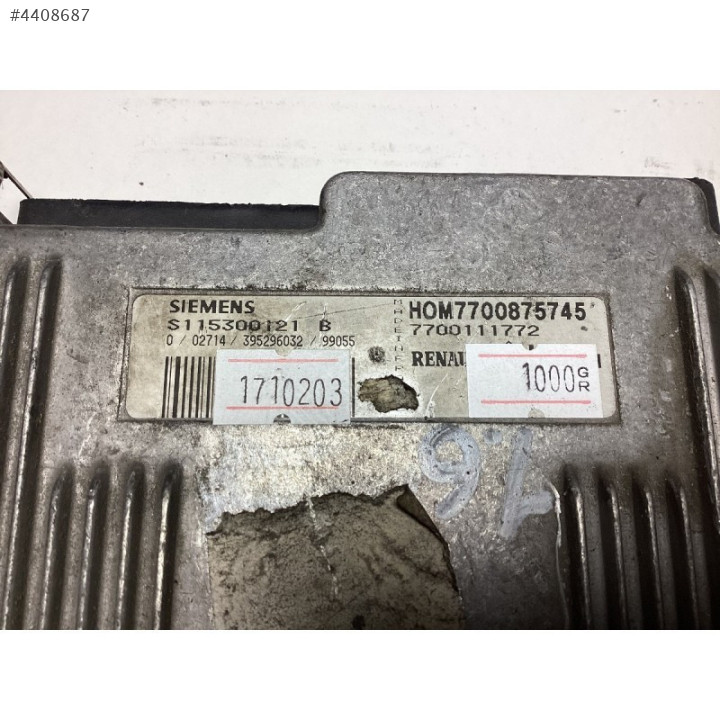 #4408687
SIEMENS
S115300121 B
0 / 02714 / 395296032 / 99055
HOM7700875745
7700111772
RENAU
1710203
1000 GR